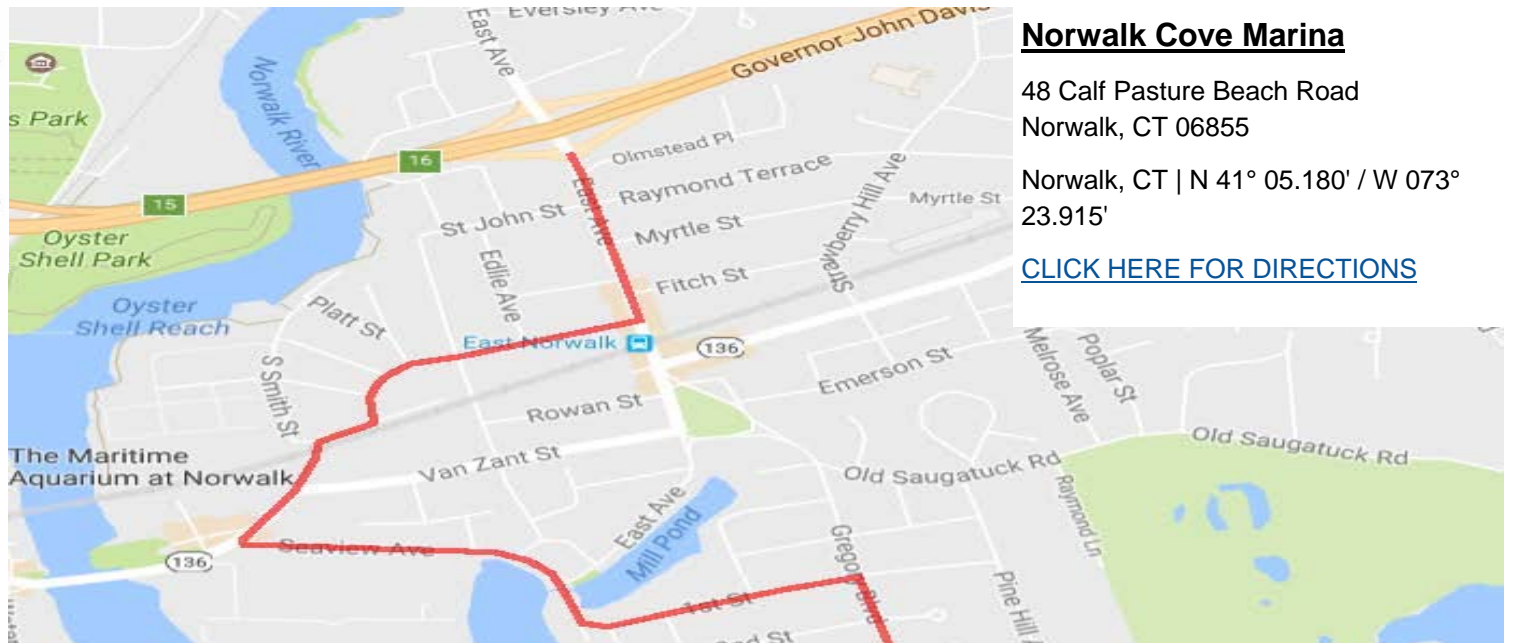 Norwalk Cove Marina
48 Calf Pasture Beach Road
Norwalk, CT 06855
Norwalk, CT | N 41° 05.180' / W 073°
23.915'
CLICK HERE FOR DIRECTIONS
Eversley Ave
East Ave
Governor John Davis
Norwalk River
s Park
16
15
Olmstead Pl
Raymond Terrace
East Ave
St John St
Myrtle St
Myrtle St
Strawberry Hill Ave
Oyster
Shell Park
Edlie Ave
Fitch St
Oyster
Shell Reach
Platt St
East Norwalk
136
S Smith St
Emerson St
Melrose Ave
Poplar St
Rowan St
The Maritime
Aquarium at Norwalk
Van Zant St
Old Saugatuck Rd
Old Saugatuck Rd
Raymond Ln
East Ave
Mill Pond
Seaview Ave
136
Gregory Blvd
1st St
Pine Hill